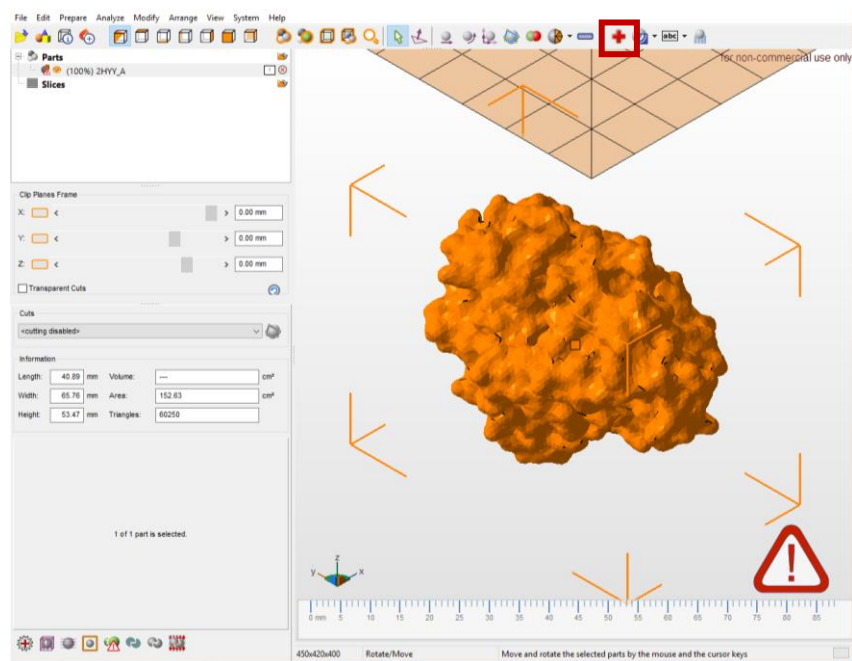 File Edit Prepare Analyze Modify Arrange View System Help
abc
Parts
(100%) 2HYY_A
Slices
for non-commercial use only
Clip Planes Frame
X: < > 0.00 mm
Y: < > 0.00 mm
Z: < > 0.00 mm
Transparent Cuts
Cuts
<cutting disabled>
Information
Length: 40.89 mm Volume: --- cm³
Width: 65.76 mm Area: 152.63 cm²
Height: 53.47 mm Triangles: 60250
1 of 1 part is selected.
z
y x
0 mm 5 10 15 20 25 30 35 40 45 50 55 60 65 70 75 80 85
450x420x400 Rotate/Move Move and rotate the selected parts by the mouse and the cursor keys